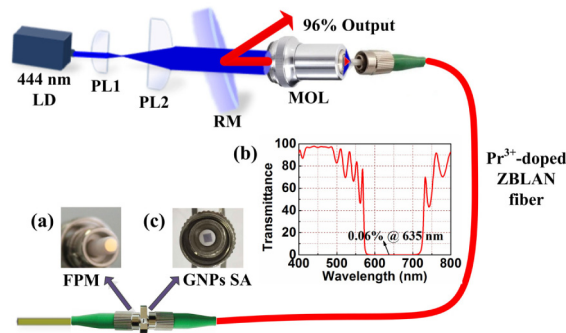 96% Output
444 nm
LD
PL1
PL2
RM
MOL
Pr³⁺-doped
ZBLAN
fiber
(b)
Transmittance
100
80
60
40
20
0
0.06% @ 635 nm
400 500 600 700 800
Wavelength (nm)
(a)
(c)
FPM
GNPs SA